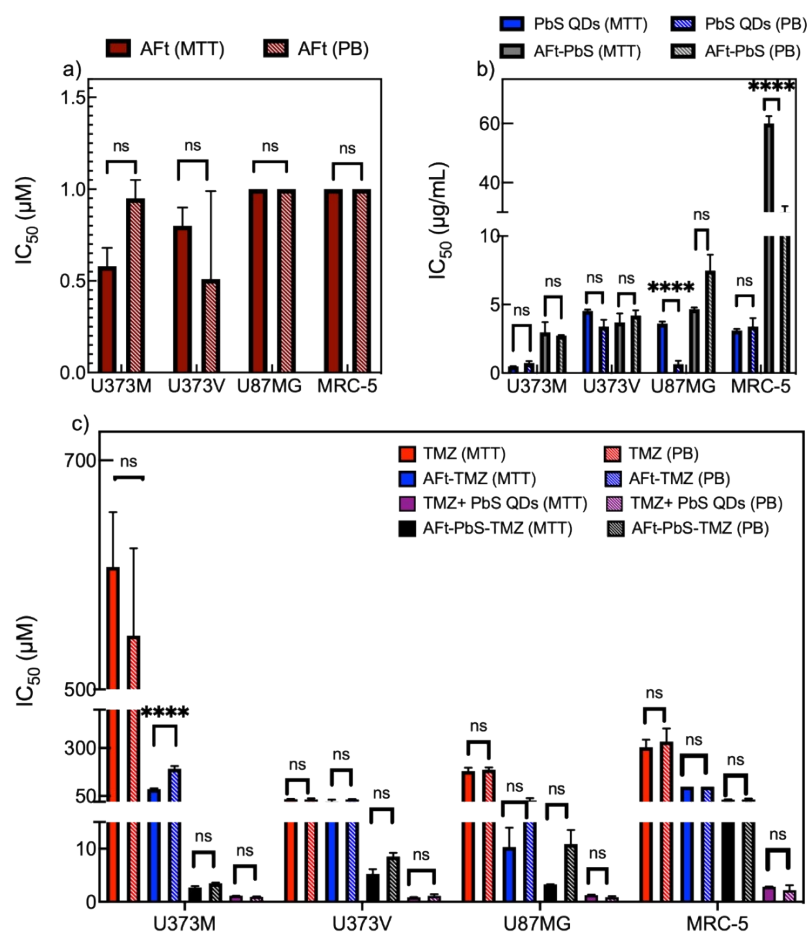 AFt (MTT) AFt (PB)
a)
IC50 (µM)
1.5
1.0
0.5
0.0
ns ns ns ns
U373M U373V U87MG MRC-5
PbS QDs (MTT) PbS QDs (PB)
AFt-PbS (MTT) AFt-PbS (PB)
b)
IC50 (µg/mL)
60
40
10
5
0
ns ns ns ns **** ns ns ****
U373M U373V U87MG MRC-5
c)
TMZ (MTT) TMZ (PB)
AFt-TMZ (MTT) AFt-TMZ (PB)
TMZ+ PbS QDs (MTT) TMZ+ PbS QDs (PB)
AFt-PbS-TMZ (MTT) AFt-PbS-TMZ (PB)
IC50 (µM)
700
500
300
50
10
0
ns **** ns ns
ns ns ns ns
ns ns ns ns
ns ns ns ns
U373M U373V U87MG MRC-5